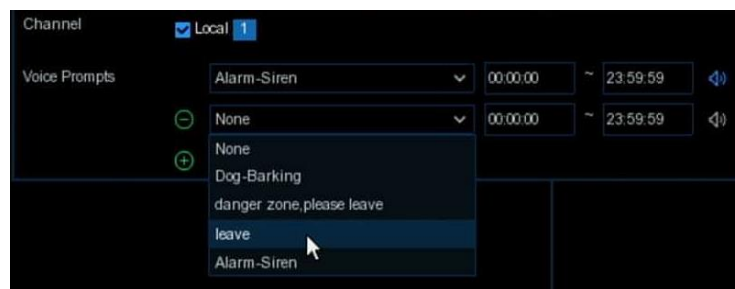 Channel Local 1
Voice Prompts Alarm-Siren 00:00:00 ~ 23:59:59
None 00:00:00 ~ 23:59:59
None
Dog-Barking
danger zone,please leave
leave
Alarm-Siren